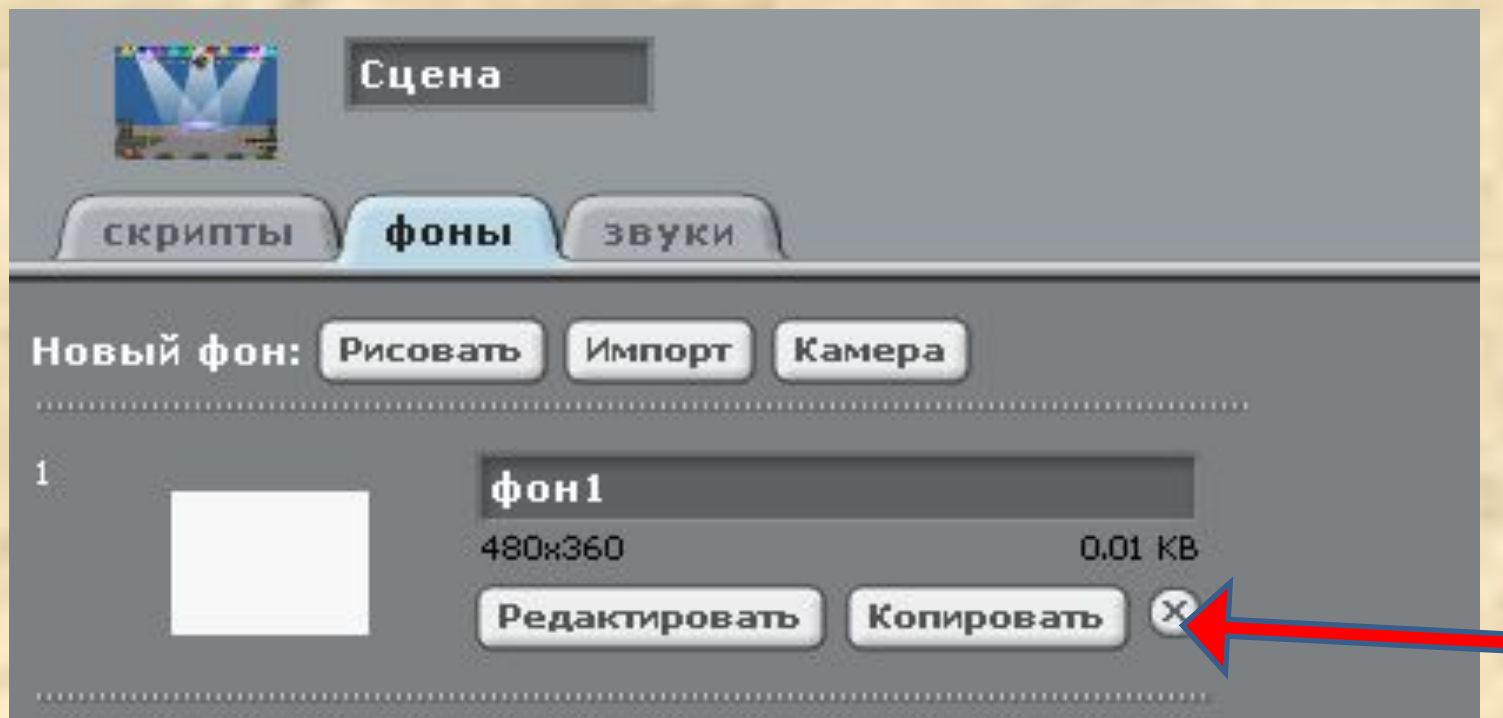 Сцена
скрипты фоны звуки
Новый фон: Рисовать Импорт Камера
1
фон1
480x360 0.01 KB
Редактировать Копировать